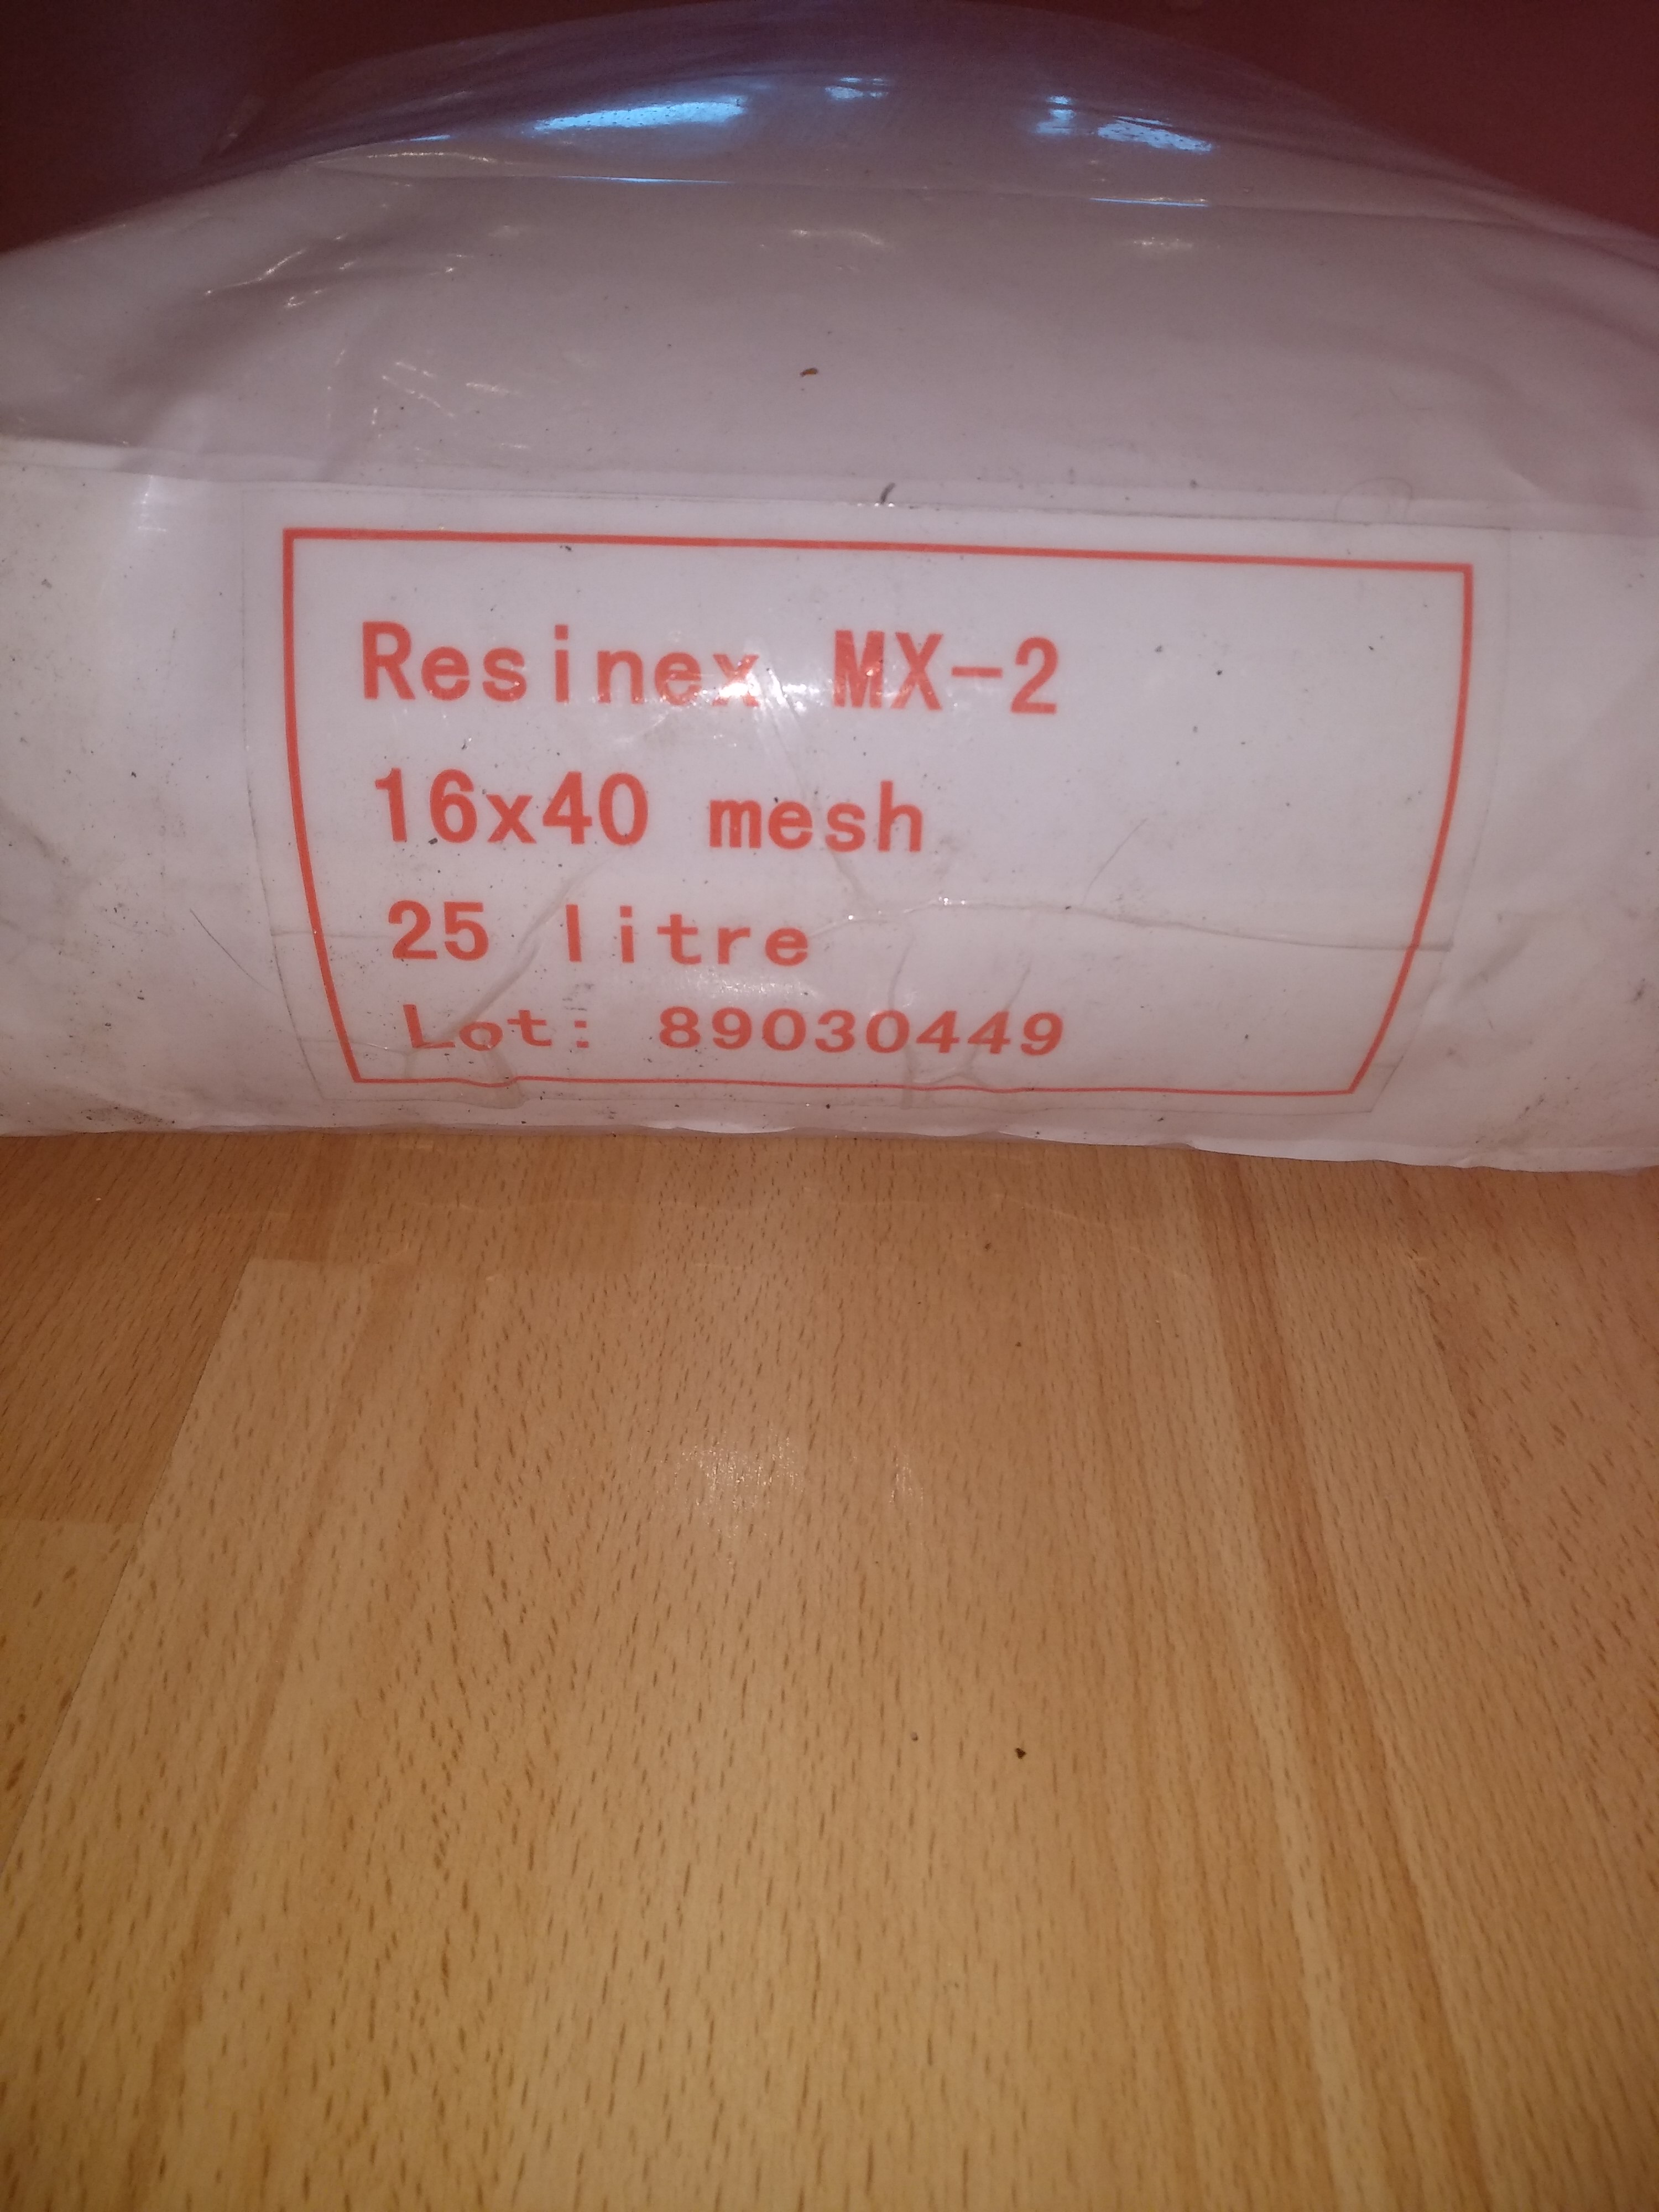 Resinex MX-2
16x40 mesh
25 litre
Lot: 89030449